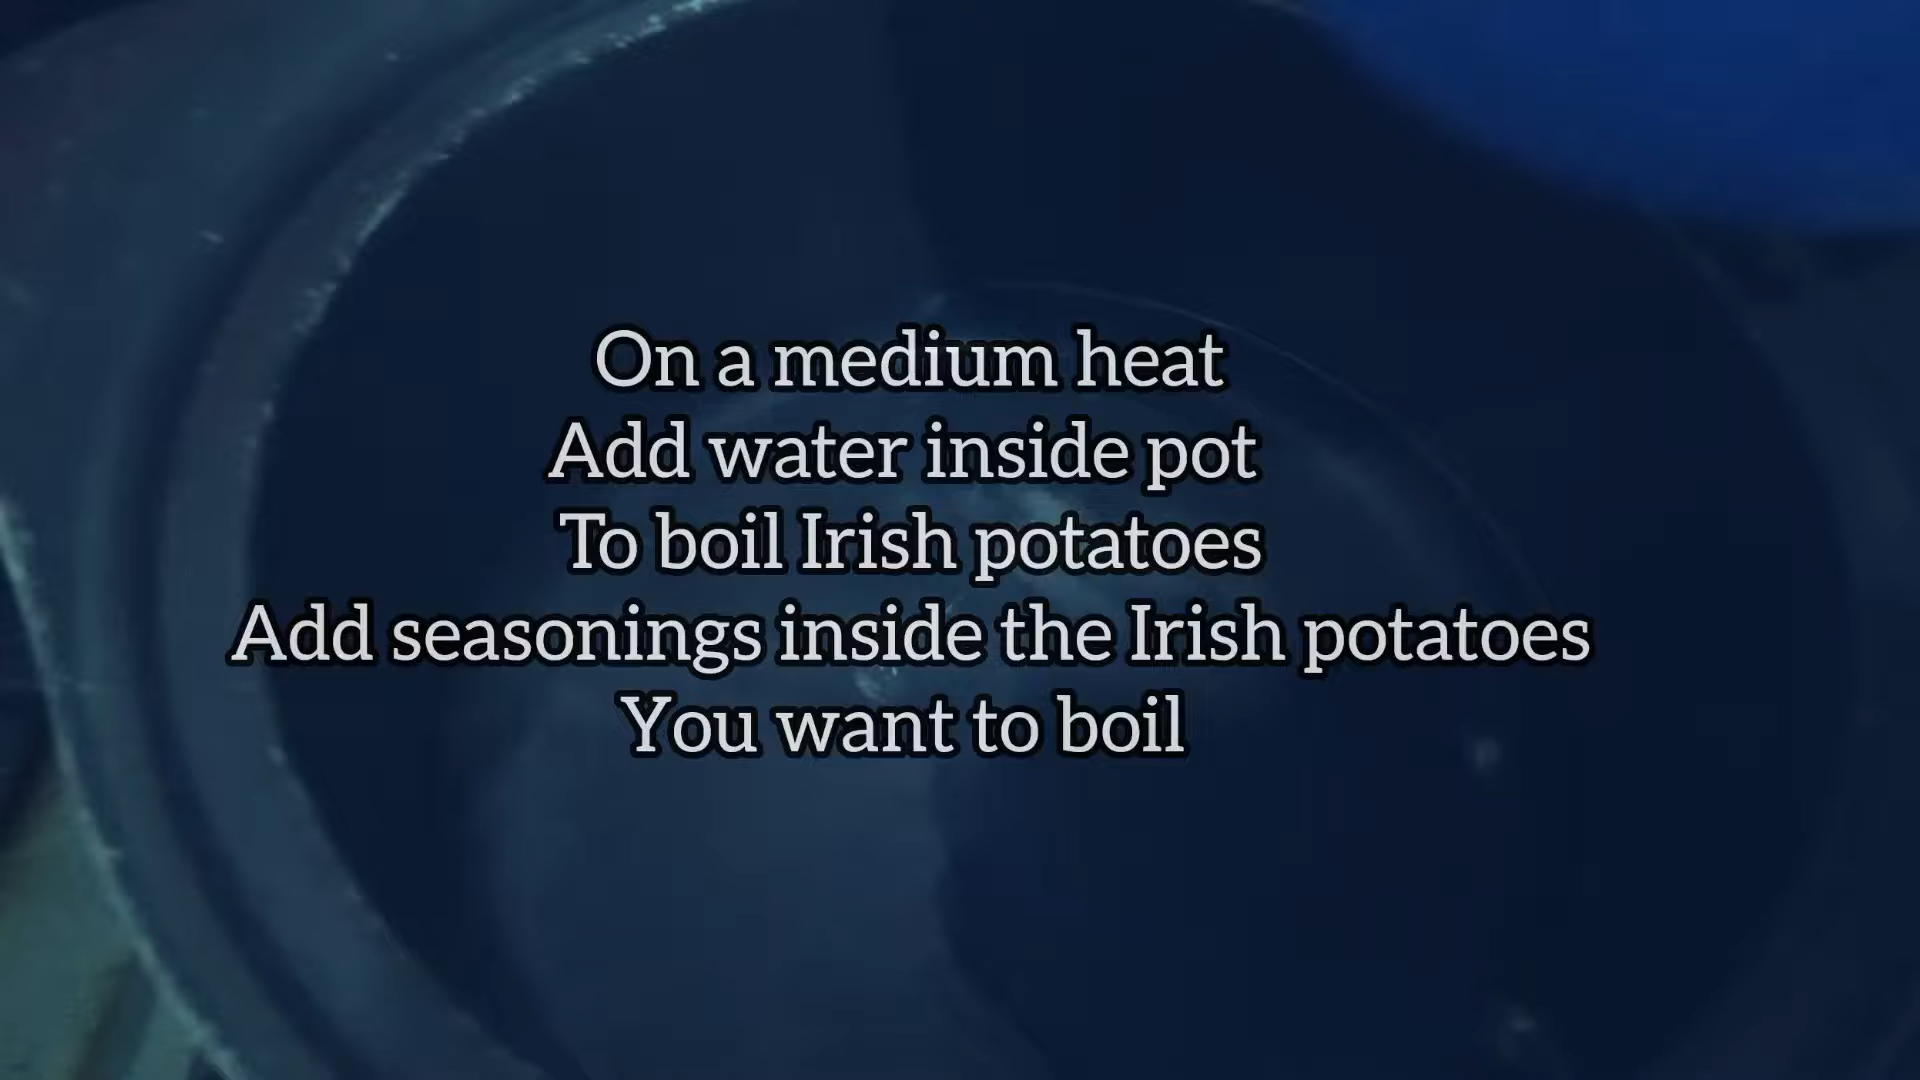 On a medium heat
Add water inside pot
To boil Irish potatoes
Add seasonings inside the Irish potatoes
You want to boil